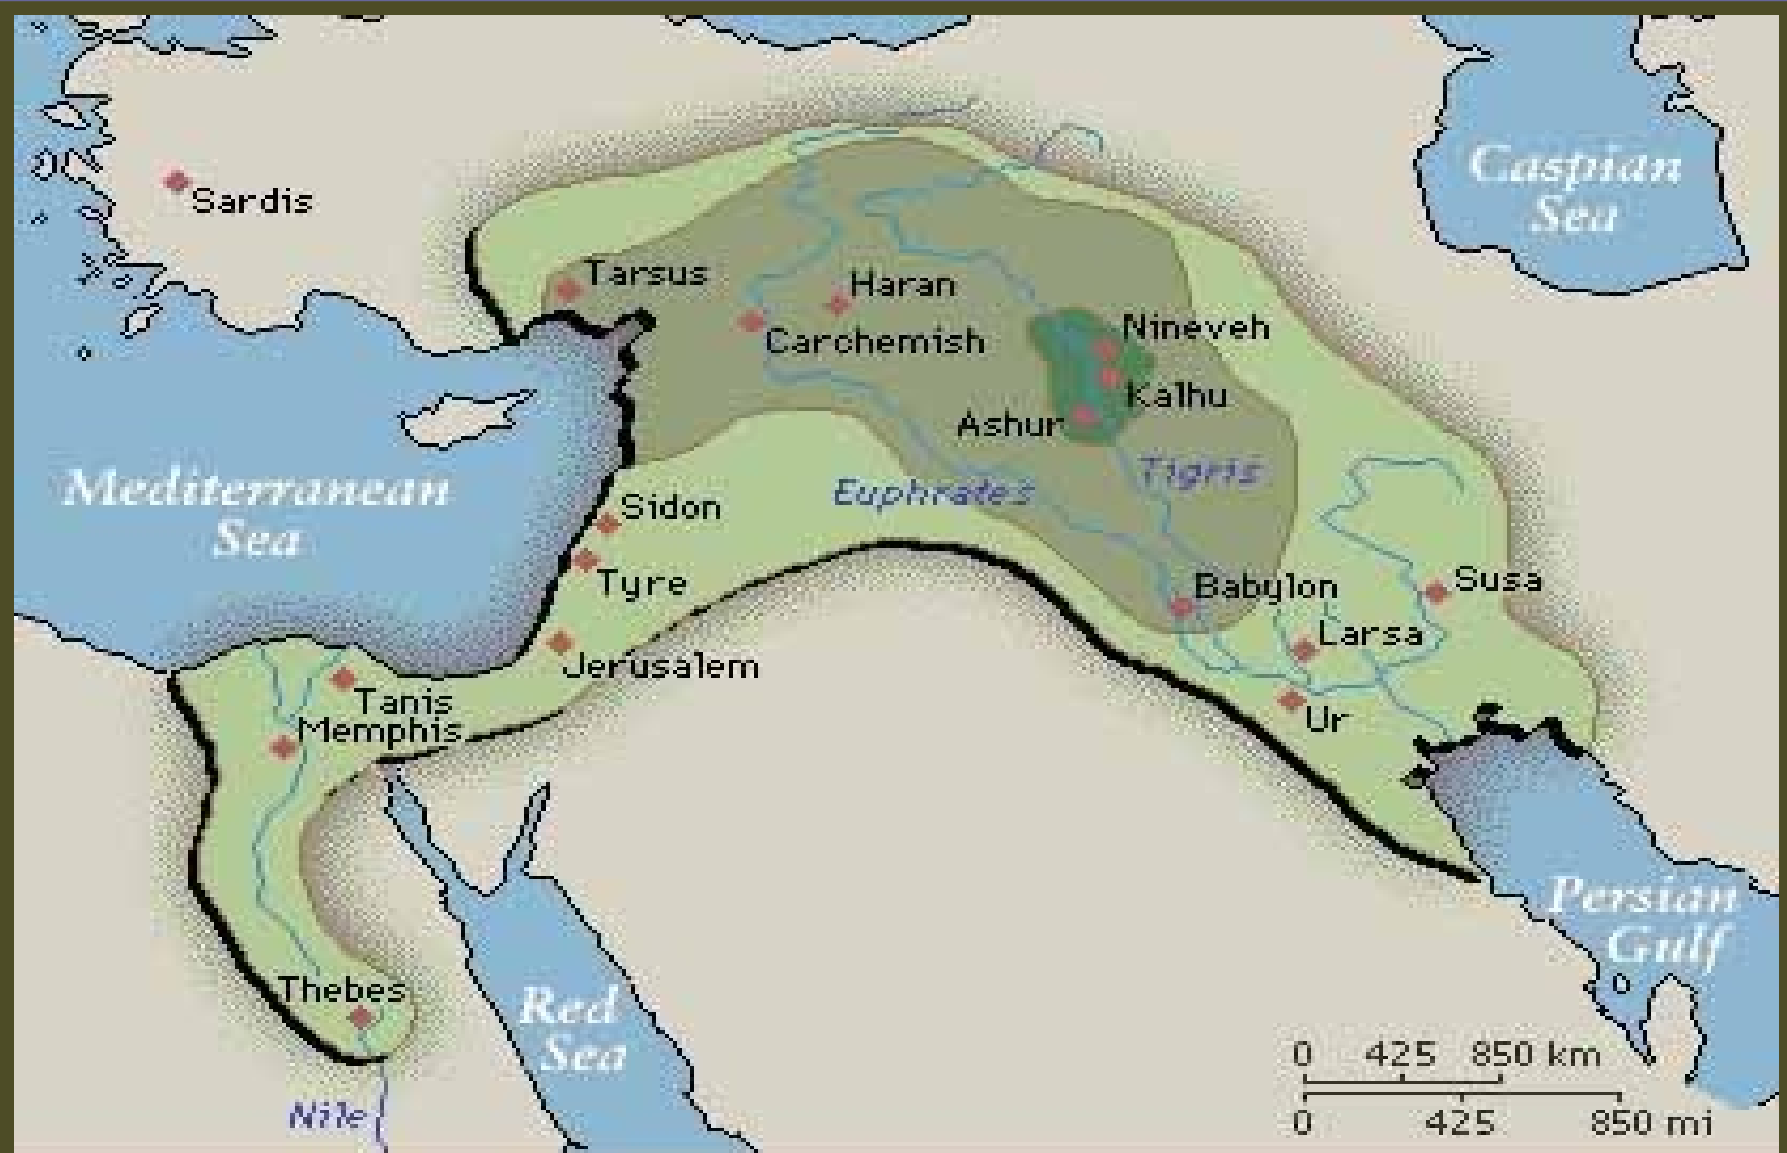 Caspian
Sea
Sardis
Tarsus
Haran
Carchemish
Nineveh
Kalhu
Ashur
Tigris
Euphrates
Mediterranean
Sea
Sidon
Tyre
Babylon
Susa
Larsa
Jerusalem
Tanis
Memphis
Ur
Persian
Gulf
Thebes
Red
Sea
Nile
0 425 850 km
0 425 850 mi